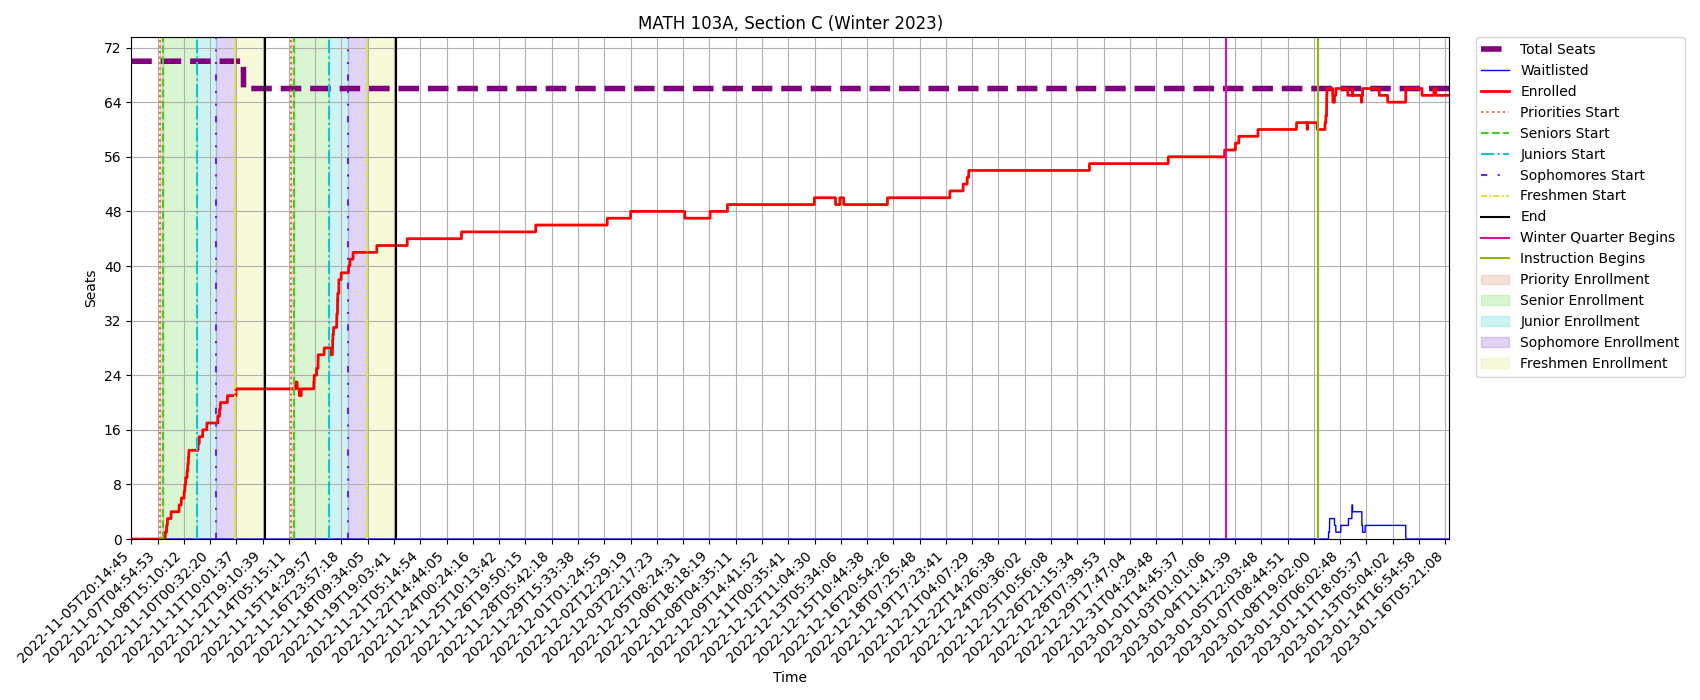 MATH 103A, Section C (Winter 2023)
72
64
56
48
40
32
24
16
8
0
Seats
2022-11-05T20:14:45
2022-11-07T04:54:53
2022-11-08T15:10:12
2022-11-10T00:32:20
2022-11-11T10:01:37
2022-11-12T19:10:39
2022-11-14T05:15:11
2022-11-15T14:29:57
2022-11-16T23:57:18
2022-11-18T09:34:05
2022-11-19T19:03:41
2022-11-21T05:14:54
2022-11-22T14:44:05
2022-11-24T00:24:16
2022-11-25T10:13:42
2022-11-26T19:50:15
2022-11-28T05:42:18
2022-11-29T15:33:38
2022-12-01T01:24:55
2022-12-02T12:29:19
2022-12-03T22:17:23
2022-12-05T08:24:31
2022-12-06T18:18:19
2022-12-08T04:35:11
2022-12-09T14:41:52
2022-12-11T00:35:41
2022-12-12T11:04:30
2022-12-13T05:34:06
2022-12-15T10:44:38
2022-12-16T20:54:26
2022-12-18T07:25:48
2022-12-19T17:23:41
2022-12-21T04:07:29
2022-12-22T14:26:38
2022-12-24T00:36:02
2022-12-25T10:56:08
2022-12-26T21:15:34
2022-12-28T07:39:53
2022-12-29T17:47:04
2022-12-31T04:29:48
2023-01-01T14:45:37
2023-01-03T01:01:06
2023-01-04T11:41:39
2023-01-05T22:03:48
2023-01-07T08:44:51
2023-01-08T19:02:00
2023-01-10T06:02:48
2023-01-11T18:05:37
2023-01-13T05:04:02
2023-01-14T16:54:58
2023-01-16T05:21:08
Time
Total Seats
Waitlisted
Enrolled
Priorities Start
Seniors Start
Juniors Start
Sophomores Start
Freshmen Start
End
Winter Quarter Begins
Instruction Begins
Priority Enrollment
Senior Enrollment
Junior Enrollment
Sophomore Enrollment
Freshmen Enrollment